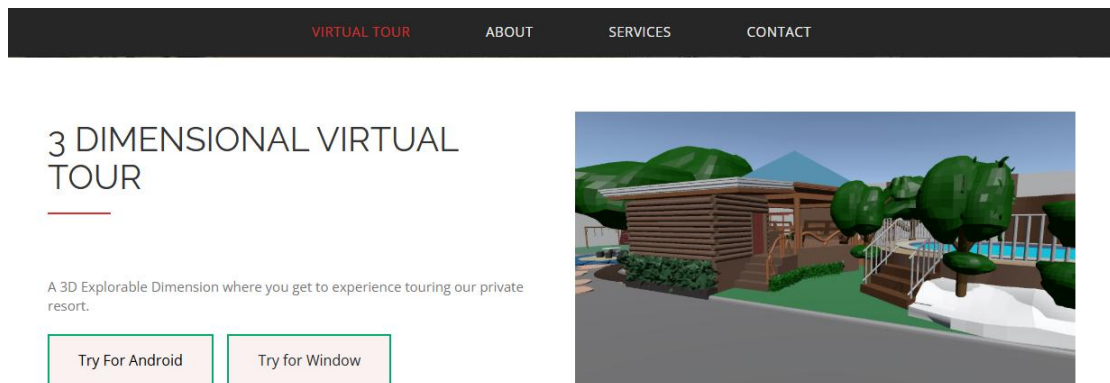 VIRTUAL TOUR ABOUT SERVICES CONTACT
3 DIMENSIONAL VIRTUAL
TOUR
A 3D Explorable Dimension where you get to experience touring our private
resort.
Try For Android Try for Window